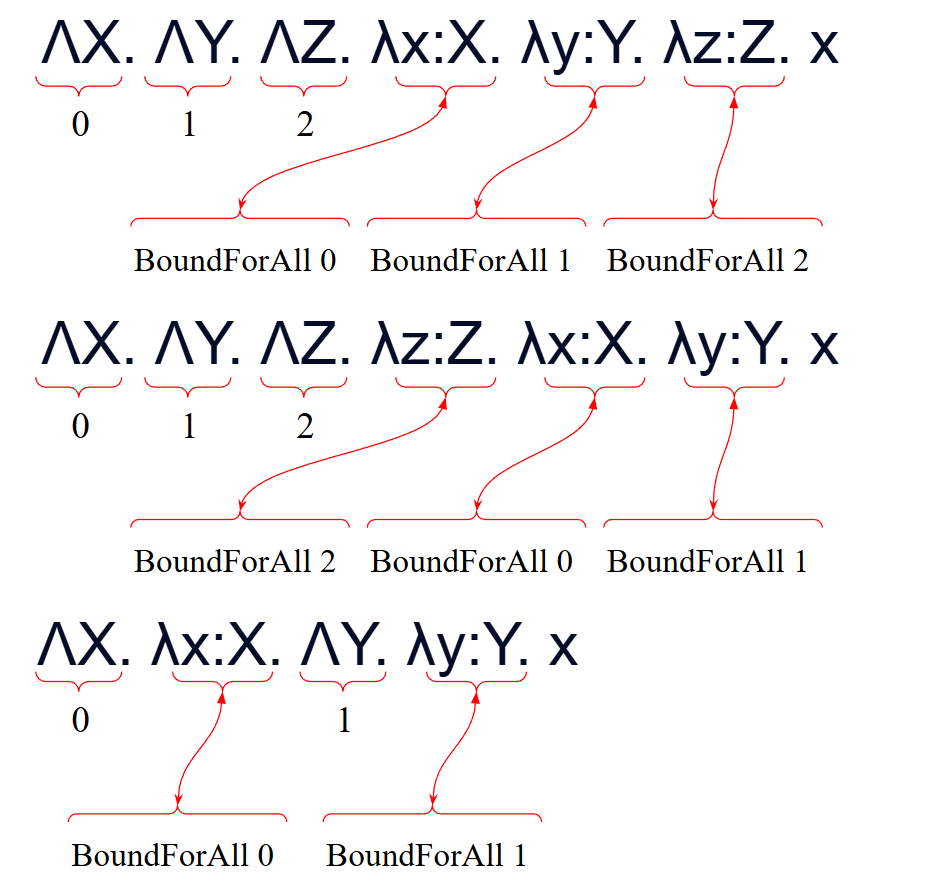 ΛX. ΛY. ΛZ. λx:X. λy:Y. λz:Z. x
0 1 2
BoundForAll 0 BoundForAll 1 BoundForAll 2
ΛX. ΛY. ΛZ. λz:Z. λx:X. λy:Y. x
0 1 2
BoundForAll 2 BoundForAll 0 BoundForAll 1
ΛX. λx:X. ΛY. λy:Y. x
0 1
BoundForAll 0 BoundForAll 1